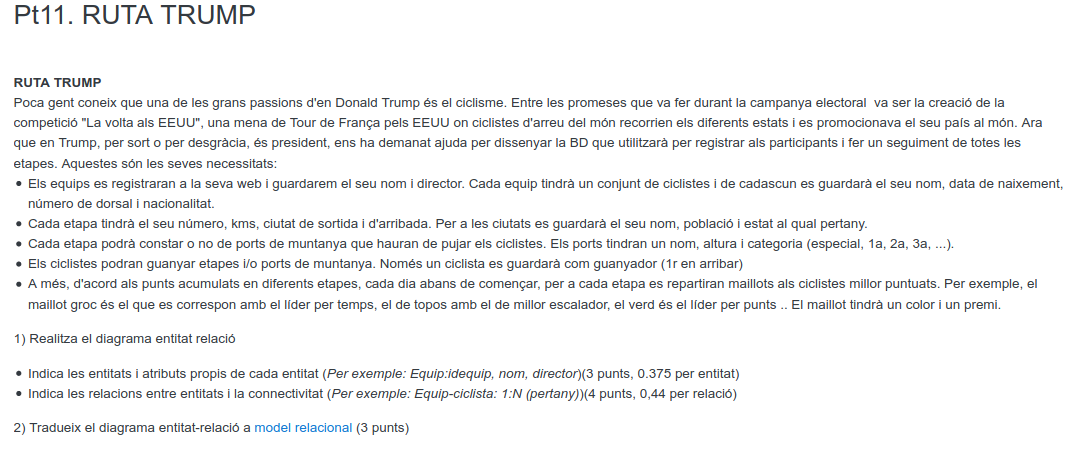 Pt11. RUTA TRUMP
RUTA TRUMP
Poca gent coneix que una de les grans passions d'en Donald Trump és el ciclisme. Entre les promeses que va fer durant la campanya electoral va ser la creació de la
competició "La volta als EEUU", una mena de Tour de França pels EEUU on ciclistes d'arreu del món recorrien els diferents estats i es promocionava el seu país al món. Ara
que en Trump, per sort o per desgràcia, és president, ens ha demanat ajuda per dissenyar la BD que utilitzarà per registrar als participants i fer un seguiment de totes les
etapes. Aquestes són les seves necessitats:
• Els equips es registraran a la seva web i guardarem el seu nom i director. Cada equip tindrà un conjunt de ciclistes i de cadascun es guardarà el seu nom, data de naixement,
número de dorsal i nacionalitat.
• Cada etapa tindrà el seu número, kms, ciutat de sortida i d'arribada. Per a les ciutats es guardarà el seu nom, població i estat al qual pertany.
• Cada etapa podrà constar o no de ports de muntanya que hauran de pujar els ciclistes. Els ports tindran un nom, altura i categoria (especial, 1a, 2a, 3a, ...).
• Els ciclistes podran guanyar etapes i/o ports de muntanya. Només un ciclista es guardarà com guanyador (1r en arribar)
• A més, d'acord als punts acumulats en diferents etapes, cada dia abans de començar, per a cada etapa es repartiran maillots als ciclistes millor puntuats. Per exemple, el
maillot groc és el que es correspon amb el líder per temps, el de topos amb el de millor escalador, el verd és el líder per punts .. El maillot tindrà un color i un premi.
1) Realitza el diagrama entitat relació
• Indica les entitats i atributs propis de cada entitat (Per exemple: Equip:idequip, nom, director)(3 punts, 0.375 per entitat)
• Indica les relacions entre entitats i la connectivitat (Per exemple: Equip-ciclista: 1:N (pertany))(4 punts, 0,44 per relació)
2) Tradueix el diagrama entitat-relació a model relacional (3 punts)